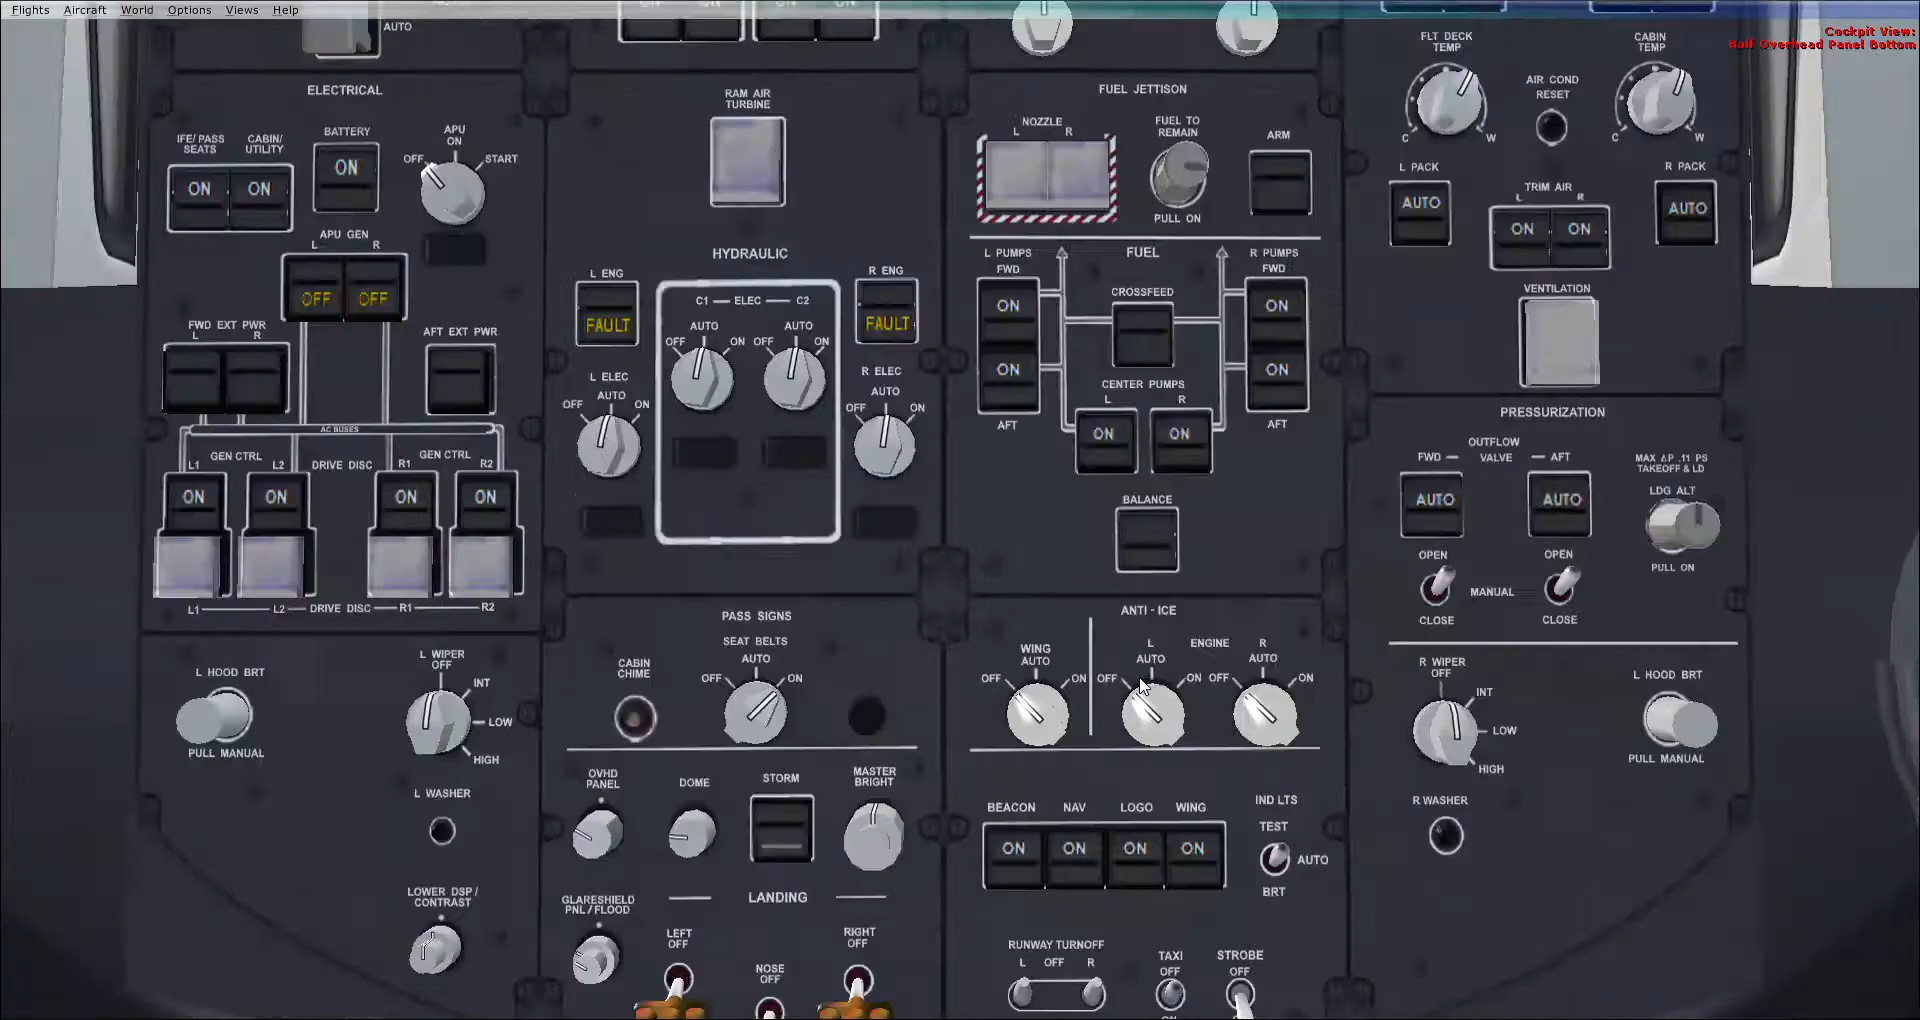 Flights Aircraft World Options Views Help
Cockpit View:
Half Overhead Panel Bottom
AUTO
ELECTRICAL
IFE/PASS
SEATS
CABIN/
UTILITY
BATTERY
APU
ON
OFF
START
ON
ON
ON
APU GEN
L R
OFF
OFF
FWD EXT PWR
L R
AFT EXT PWR
AC BUSES
GEN CTRL
L1 L2
DRIVE DISC
GEN CTRL
R1 R2
ON
ON
ON
ON
L1 L2 DRIVE DISC R1 R2
L HOOD BRT
PULL MANUAL
L WIPER
OFF
INT
LOW
HIGH
L WASHER
LOWER DSP/
CONTRAST
RAM AIR
TURBINE
HYDRAULIC
L ENG
FAULT
R ENG
FAULT
C1 ELEC C2
AUTO
OFF
ON
AUTO
OFF
ON
L ELEC
AUTO
OFF
ON
R ELEC
AUTO
OFF
ON
PASS SIGNS
SEAT BELTS
CABIN
CHIME
AUTO
OFF
ON
OVHD
PANEL
DOME
STORM
MASTER
BRIGHT
GLARESHIELD
PNL/FLOOD
LANDING
LEFT
OFF
NOSE
OFF
RIGHT
OFF
FUEL JETTISON
NOZZLE
L R
FUEL TO
REMAIN
PULL ON
ARM
L PUMPS
FWD
FUEL
R PUMPS
FWD
ON
CROSSFEED
ON
ON
ON
AFT
AFT
CENTER PUMPS
L R
ON
ON
BALANCE
ANTI-ICE
WING
AUTO
OFF
ON
L ENGINE R
AUTO
OFF
ON
AUTO
OFF
ON
BEACON NAV LOGO WING
ON
ON
ON
ON
IND LTS
TEST
AUTO
BRT
RUNWAY TURNOFF
L OFF R
TAXI
OFF
STROBE
OFF
FLT DECK
TEMP
C W
AIR COND
RESET
CABIN
TEMP
C W
L PACK
AUTO
TRIM AIR
L R
ON
ON
R PACK
AUTO
VENTILATION
PRESSURIZATION
OUTFLOW
FWD VALVE AFT
AUTO
AUTO
MAX ΔP .11 PS
TAKEOFF & LD
LDG ALT
PULL ON
OPEN
MANUAL
CLOSE
OPEN
CLOSE
R WIPER
OFF
INT
LOW
HIGH
L HOOD BRT
PULL MANUAL
R WASHER